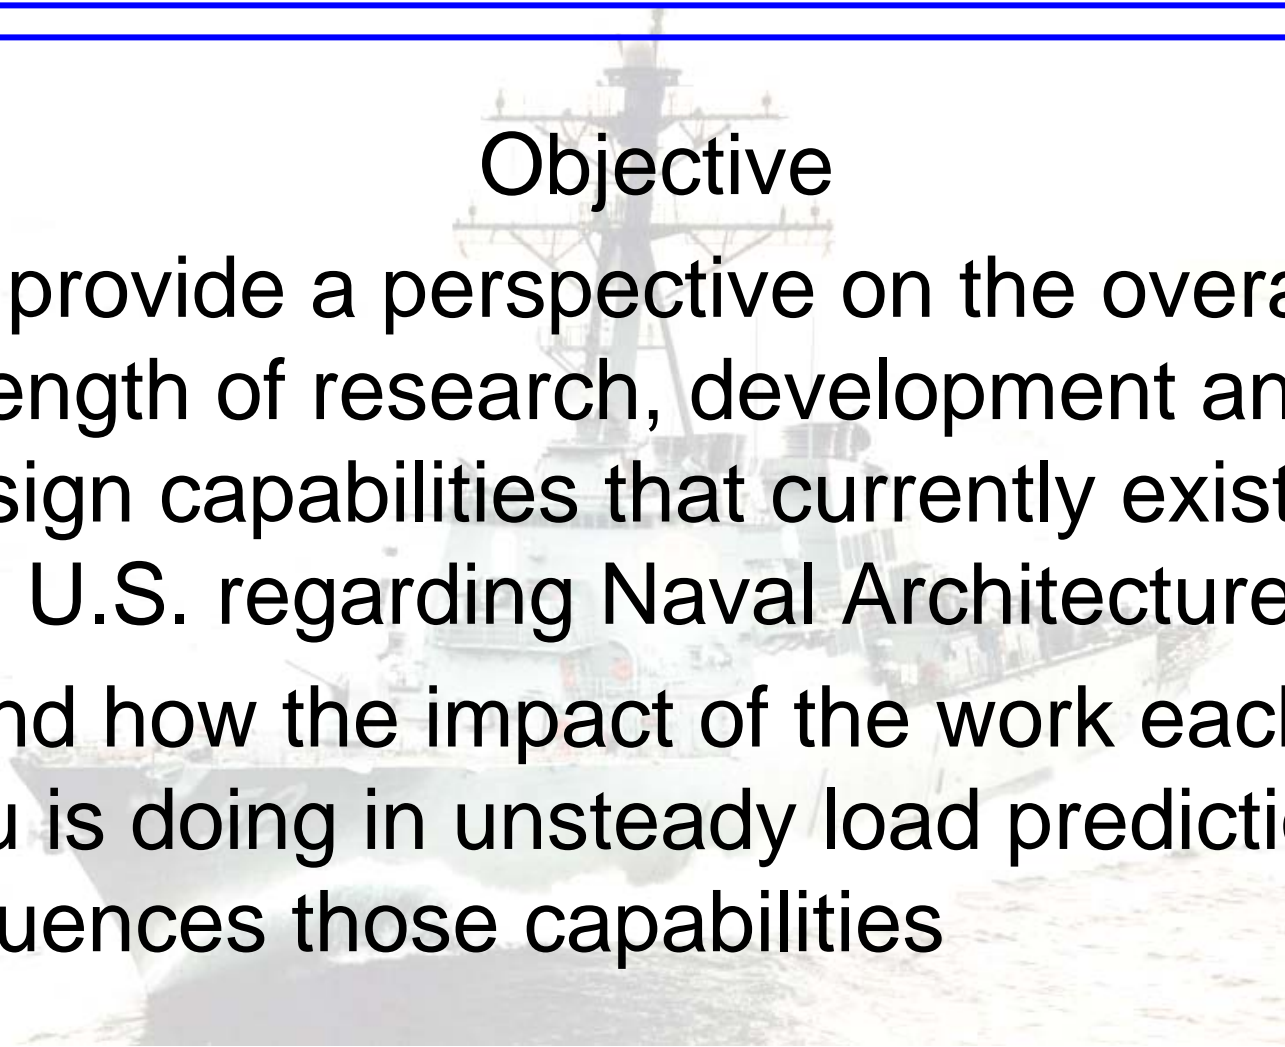 Objective
provide a perspective on the overa
ength of research, development an
sign capabilities that currently exist
U.S. regarding Naval Architecture
nd how the impact of the work each
u is doing in unsteady load predicti
uences those capabilities